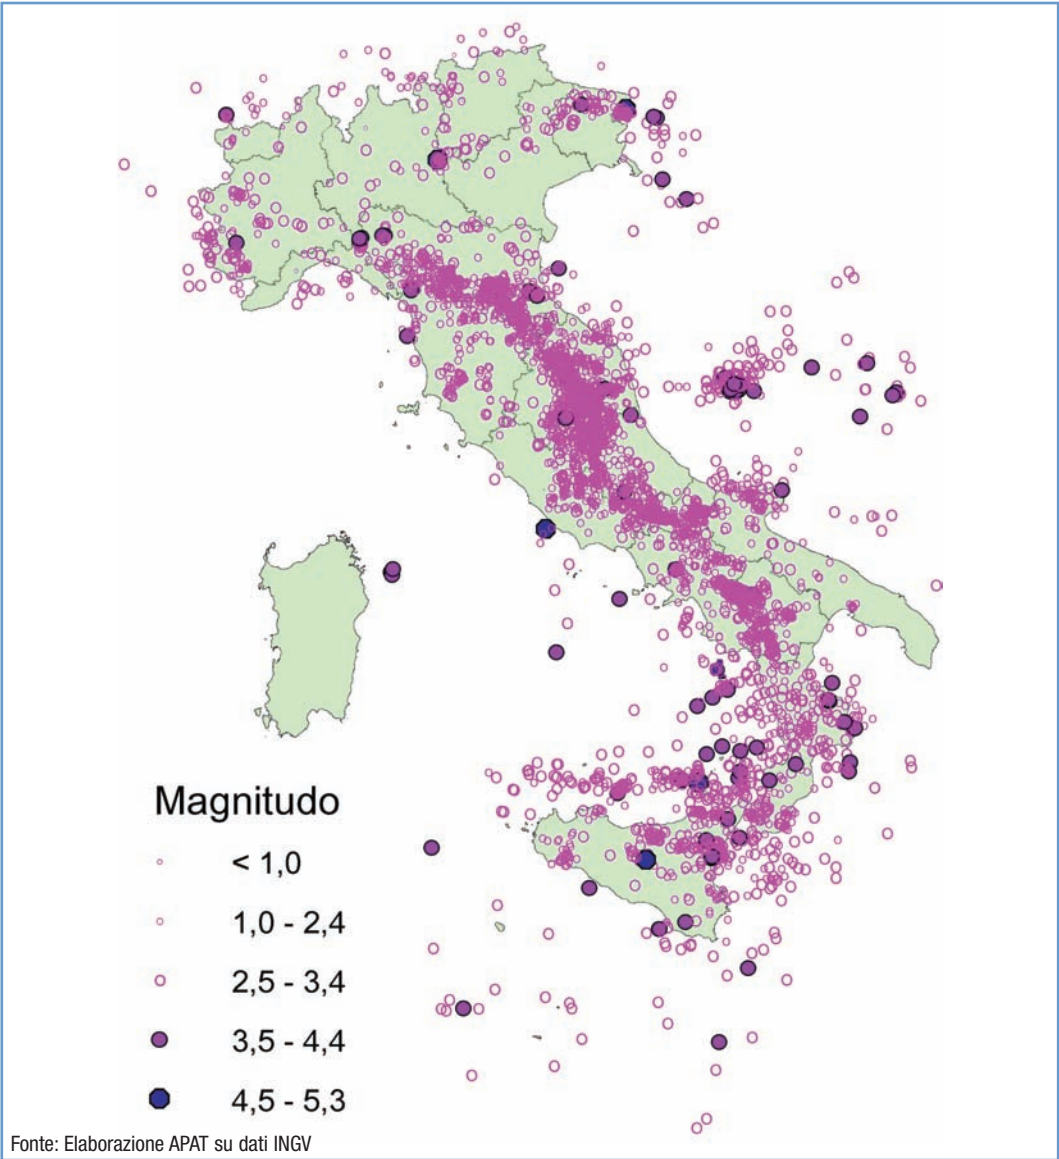 Magnitudo
< 1,0
1,0 - 2,4
2,5 - 3,4
3,5 - 4,4
4,5 - 5,3
Fonte: Elaborazione APAT su dati INGV